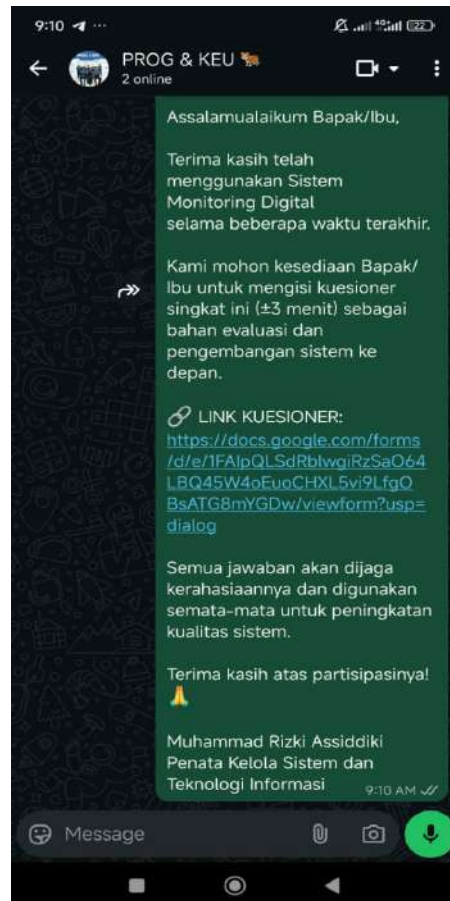 9:10
22
PROG & KEU
2 online
Assalamualaikum Bapak/Ibu,
Terima kasih telah
menggunakan Sistem
Monitoring Digital
selama beberapa waktu terakhir.
Kami mohon kesediaan Bapak/
Ibu untuk mengisi kuesioner
singkat ini (±3 menit) sebagai
bahan evaluasi dan
pengembangan sistem ke
depan.
LINK KUESIONER:
https://docs.google.com/forms
/d/e/1FAIpQLSdRblwgiRzSaO64
LBQ45W4oEuoCHXL5vi9LfgO
BsATG8mYGDw/viewform?usp=
dialog
Semua jawaban akan dijaga
kerahasiaannya dan digunakan
semata-mata untuk peningkatan
kualitas sistem.
Terima kasih atas partisipasinya!
Muhammad Rizki Assiddiki
Penata Kelola Sistem dan
Teknologi Informasi
9:10 AM
Message